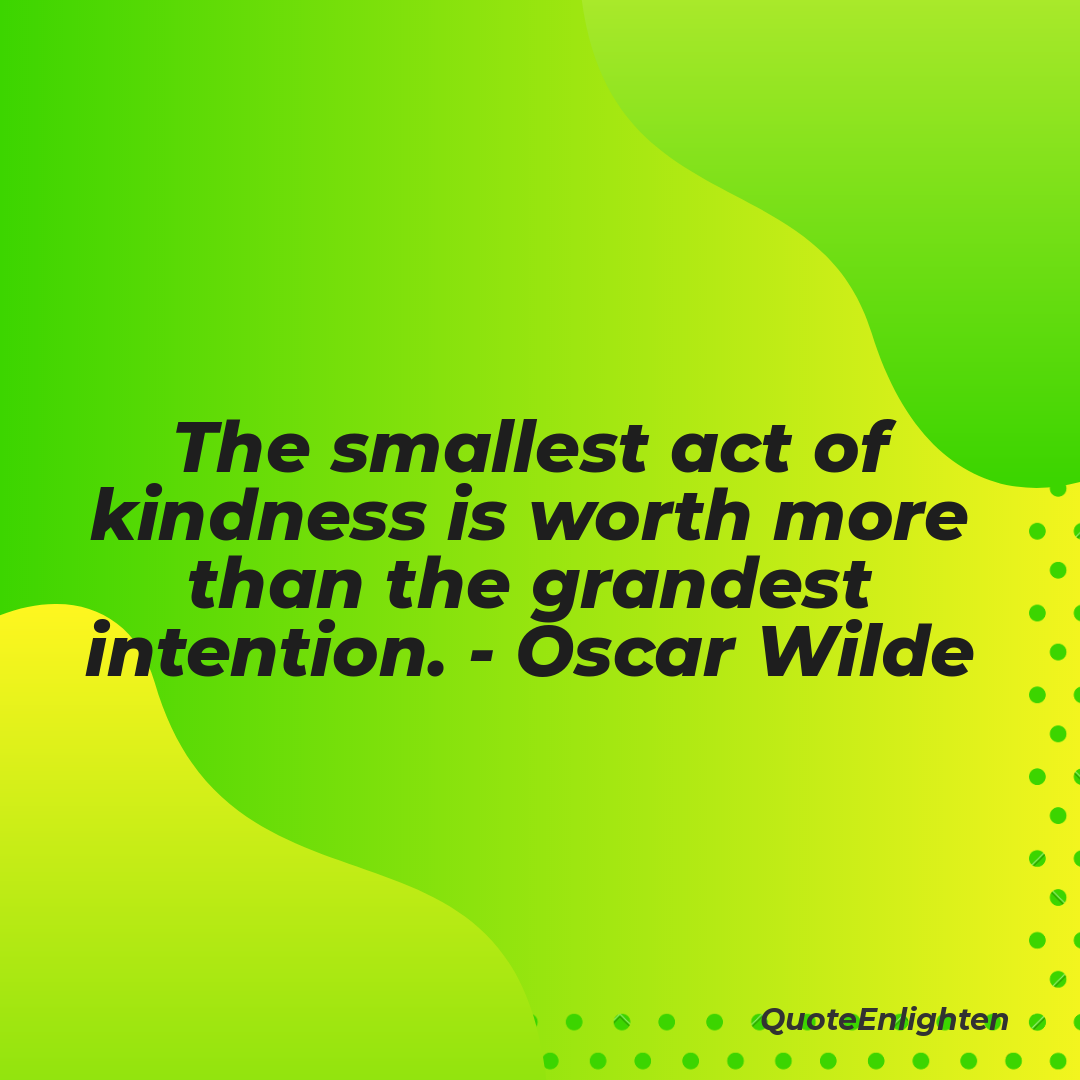 The smallest act of
kindness is worth more
than the grandest
intention. - Oscar Wilde
QuoteEnlighten